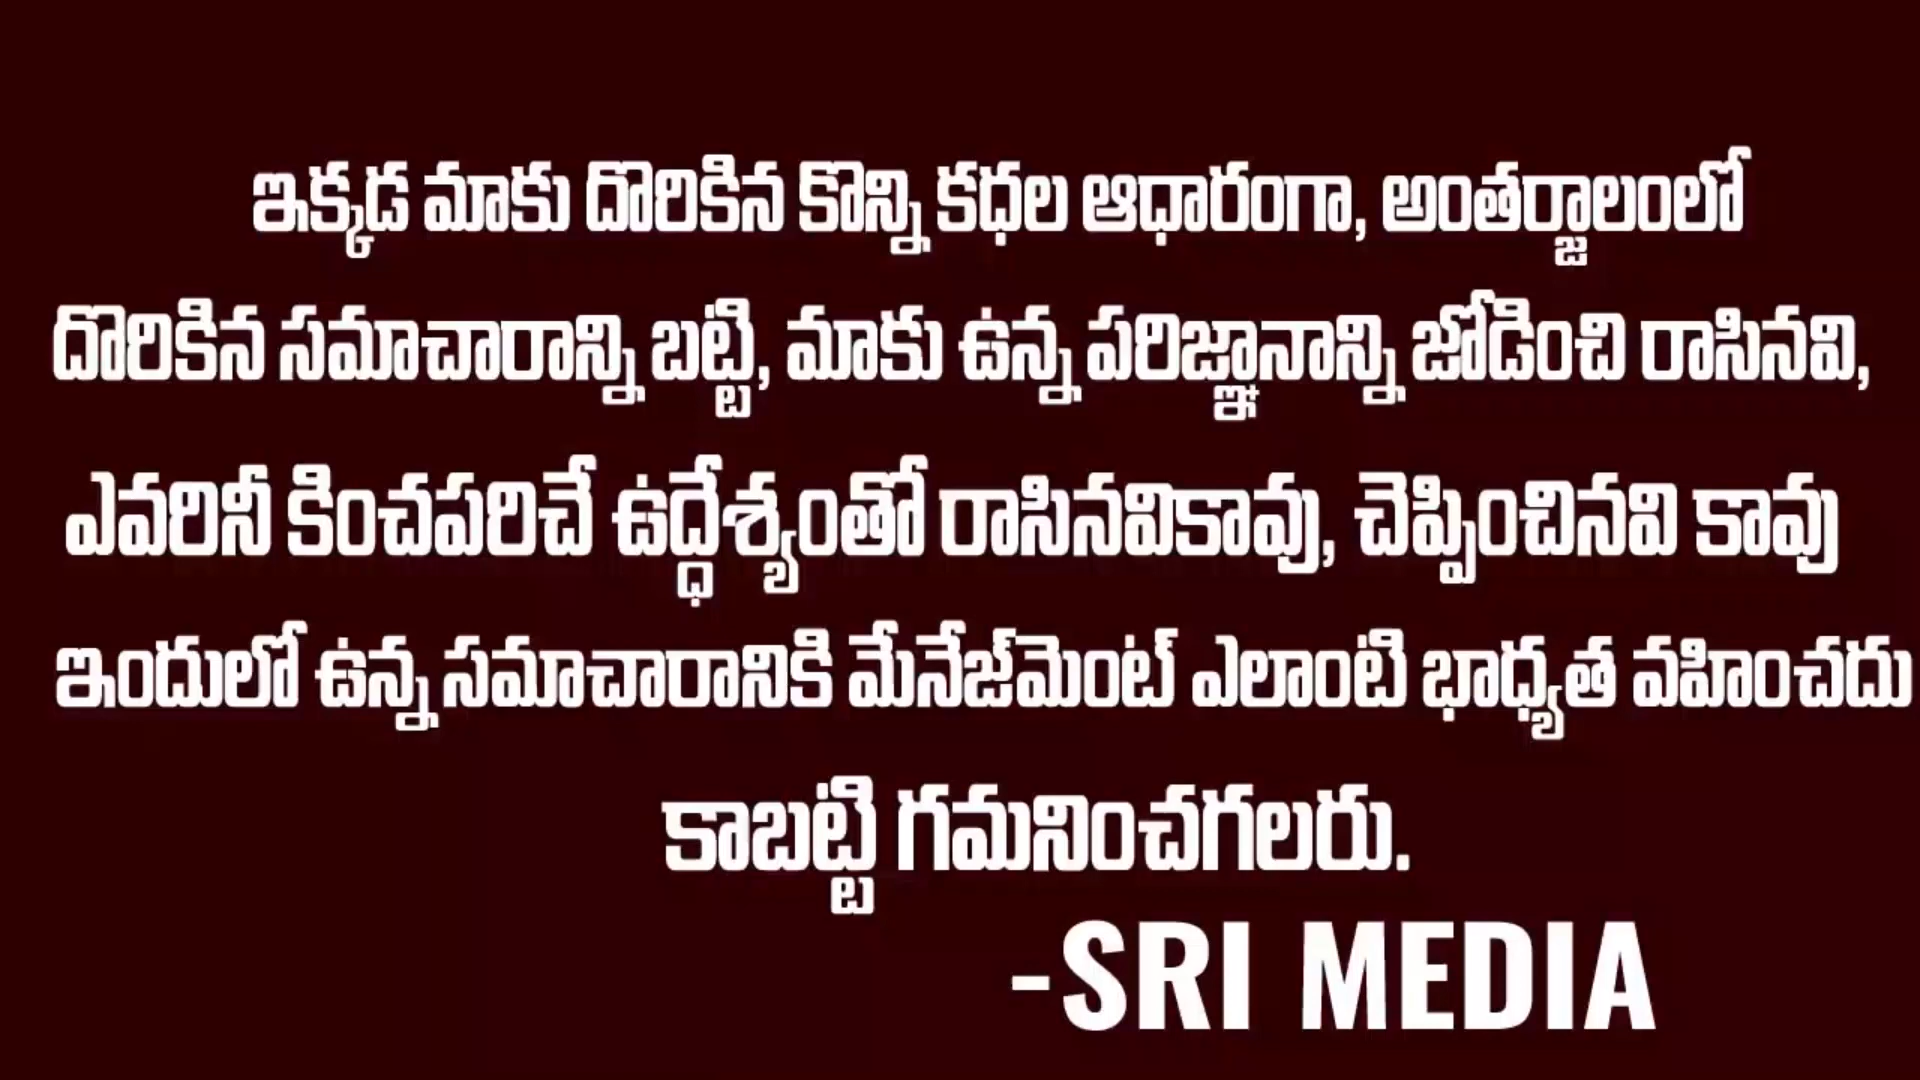 ఇక్కడ మాకు దొరికిన కొన్ని కధల ఆధారంగా, అంతర్జాలంలో
దొరికిన సమాచారాన్ని బట్టి, మాకు ఉన్న పరిజ్ఞానాన్ని జోడించి రాసినవి,
ఎవరినీ కించపరిచే ఉద్ధేశ్యంతో రాసినవికావు, చెప్పించినవి కావు
ఇందులో ఉన్న సమాచారానికి మేనేజ్‌మెంట్ ఎలాంటి భాధ్యత వహించదు
కాబట్టి గమనించగలరు.
-SRI MEDIA